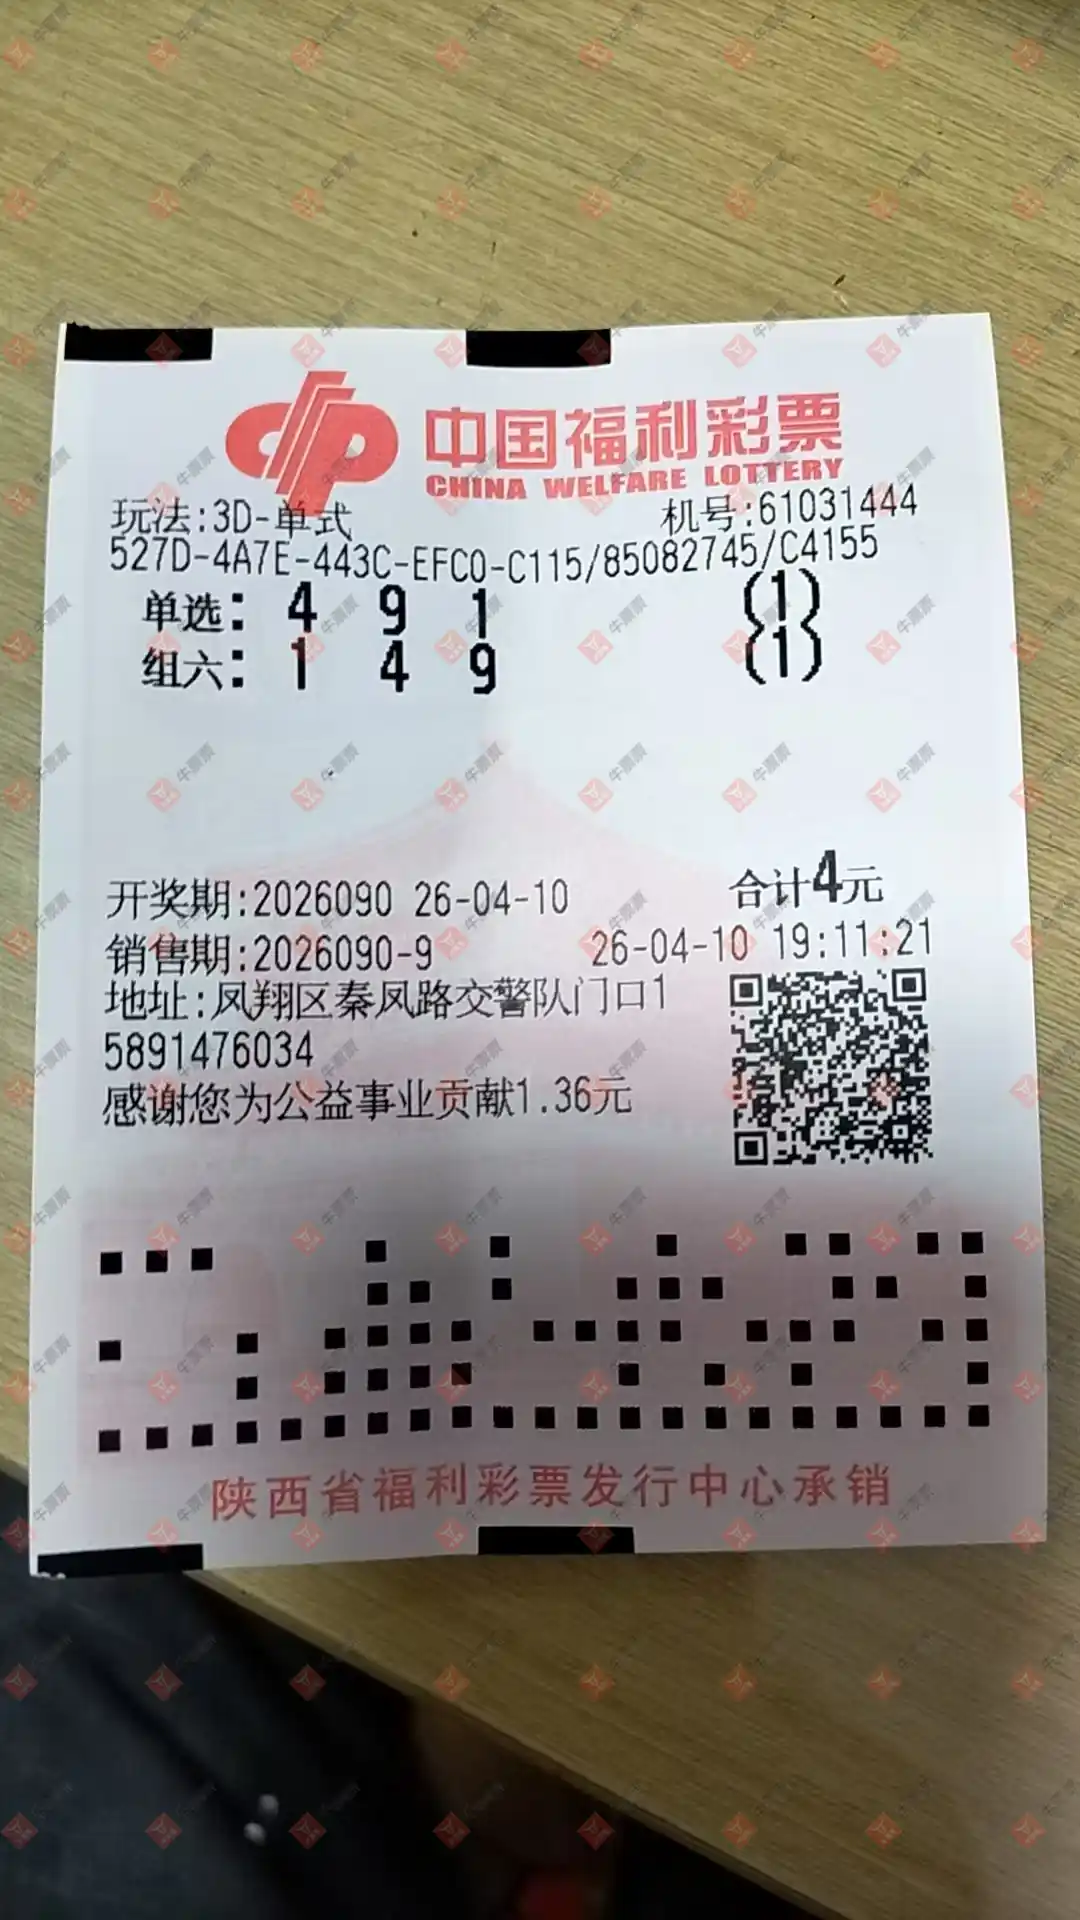 中国福利彩票
CHINA WELFARE LOTTERY
玩法:3D-单式 机号:61031444
527D-4A7E-443C-EFC0-C115/85082745/C4155
单选: 4 9 1 (1)
组六: 1 4 9 (1)
开奖期:2026090 26-04-10 合计4元
销售期:2026090-9 26-04-10 19:11:21
地址:凤翔区秦凤路交警队门口1
5891476034
感谢您为公益事业贡献1.36元
陕西省福利彩票发行中心承销
牛票票